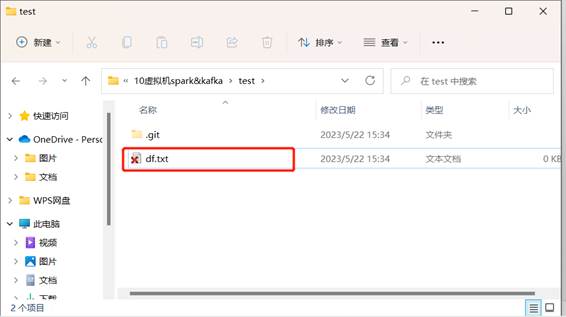 test
新建
排序
查看
« 10虚拟机spark&kafka › test ›
在 test 中搜索
名称
修改日期
类型
大小
快速访问
OneDrive - Perso
图片
文档
WPS网盘
此电脑
视频
图片
文档
下载
.git
2023/5/22 15:34
文件夹
df.txt
2023/5/22 15:34
文本文档
0 KB
2 个项目